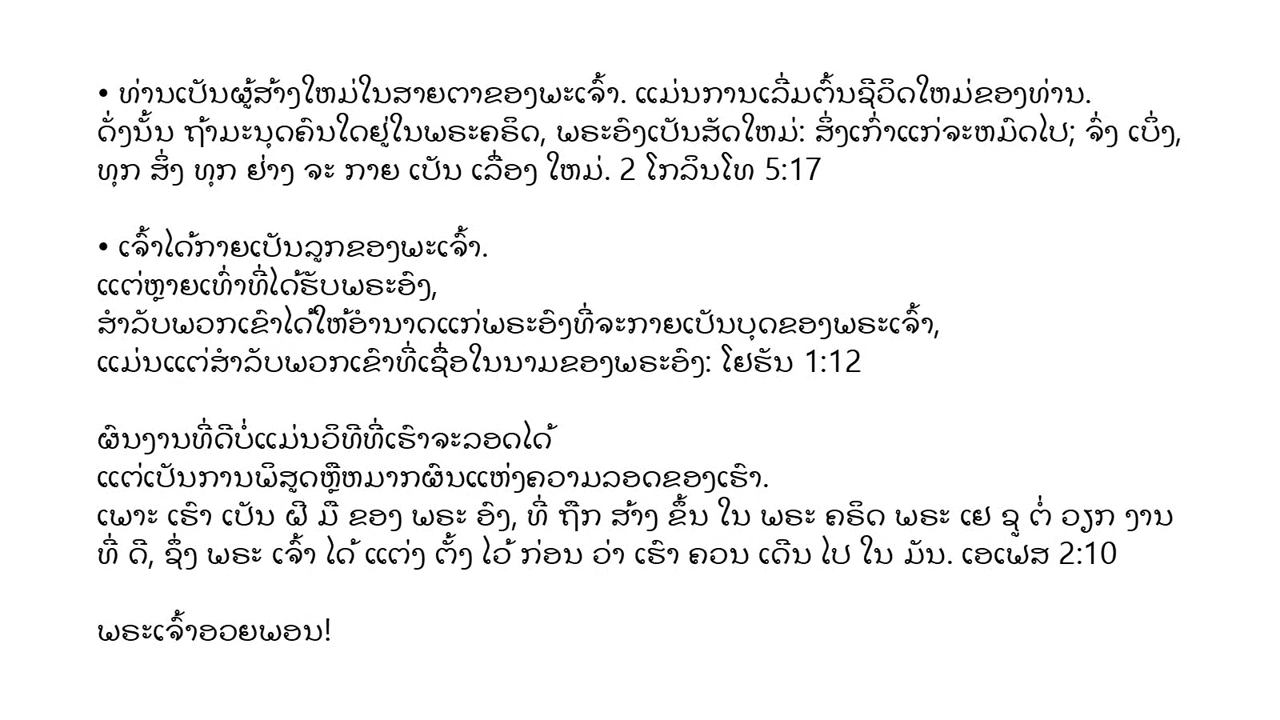 • ທ່ານເປັນຜູ້ສ້າງໃຫມ່ໃນສາຍຕາຂອງພະເຈົ້າ. ແມ່ນການເລີ່ມຕົ້ນຊີວິດໃຫມ່ຂອງທ່ານ.
ດັ່ງນັ້ນ ຖ້າມະນຸດຄົນໃດຢູ່ໃນພຣະຄຣິດ, ພຣະອົງເປັນສັດໃຫມ່: ສິ່ງເກົ່າແກ່ຈະຫມົດໄປ; ຈົ່ງ ເບິ່ງ,
ທຸກ ສິ່ງ ທຸກ ຢ່າງ ຈະ ກາຍ ເປັນ ເລື່ອງ ໃຫມ່. 2 ໂກລິນໂທ 5:17
• ເຈົ້າໄດ້ກາຍເປັນລູກຂອງພະເຈົ້າ.
ແຕ່ຫຼາຍເທົ່າທີ່ໄດ້ຮັບພຣະອົງ,
ສໍາລັບພວກເຂົາໄດ້ໃຫ້ອໍານາດແກ່ພຣະອົງທີ່ຈະກາຍເປັນບຸດຂອງພຣະເຈົ້າ,
ແມ່ນແຕ່ສໍາລັບພວກເຂົາທີ່ເຊື່ອໃນນາມຂອງພຣະອົງ: ໂຢຮັນ 1:12
ຜົນງານທີ່ດີບໍ່ແມ່ນວິທີທີ່ເຮົາຈະລອດໄດ້
ແຕ່ເປັນການພິສູດຫຼືຫມາກຜົນແຫ່ງຄວາມລອດຂອງເຮົາ.
ເພາະ ເຮົາ ເປັນ ຝີ ມື ຂອງ ພຣະ ອົງ, ທີ່ ຖືກ ສ້າງ ຂຶ້ນ ໃນ ພຣະ ຄຣິດ ພຣະ ເຢ ຊູ ຕໍ່ ວຽກ ງານ
ທີ່ ດີ, ຊຶ່ງ ພຣະ ເຈົ້າ ໄດ້ ແຕ່ງ ຕັ້ງ ໄວ້ ກ່ອນ ວ່າ ເຮົາ ຄວນ ເດີນ ໄປ ໃນ ມັນ. ເອເຟສ 2:10
ພຣະເຈົ້າອວຍພອນ!